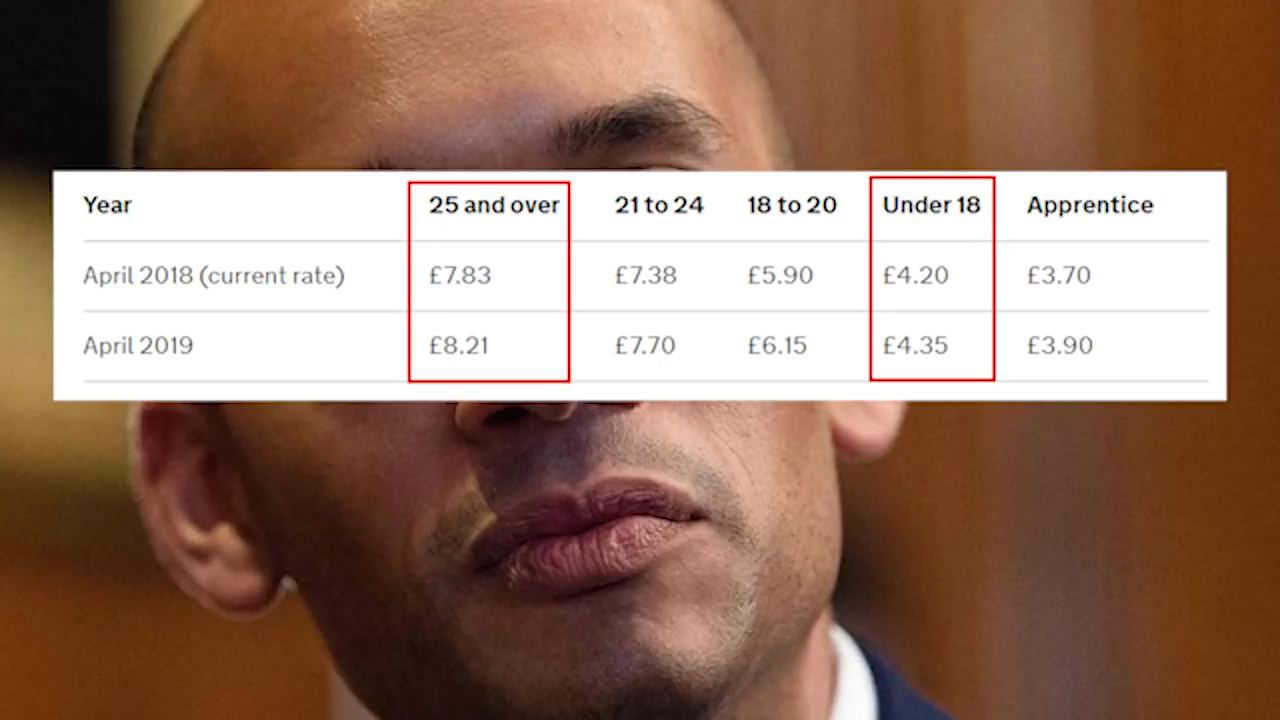 Year 25 and over 21 to 24 18 to 20 Under 18 Apprentice
April 2018 (current rate) £7.83 £7.38 £5.90 £4.20 £3.70
April 2019 £8.21 £7.70 £6.15 £4.35 £3.90